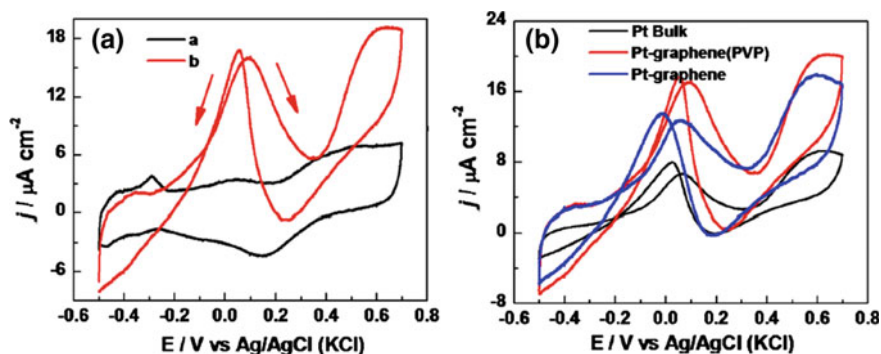 (a)
a
b
j / µA cm-2
18
12
6
0
-6
-0.6 -0.4 -0.2 0.0 0.2 0.4 0.6 0.8
E / V vs Ag/AgCl (KCl)
(b)
Pt Bulk
Pt-graphene(PVP)
Pt-graphene
j / µA cm-2
24
16
8
0
-8
-0.6 -0.4 -0.2 0.0 0.2 0.4 0.6 0.8
E / V vs Ag/AgCl (KCl)